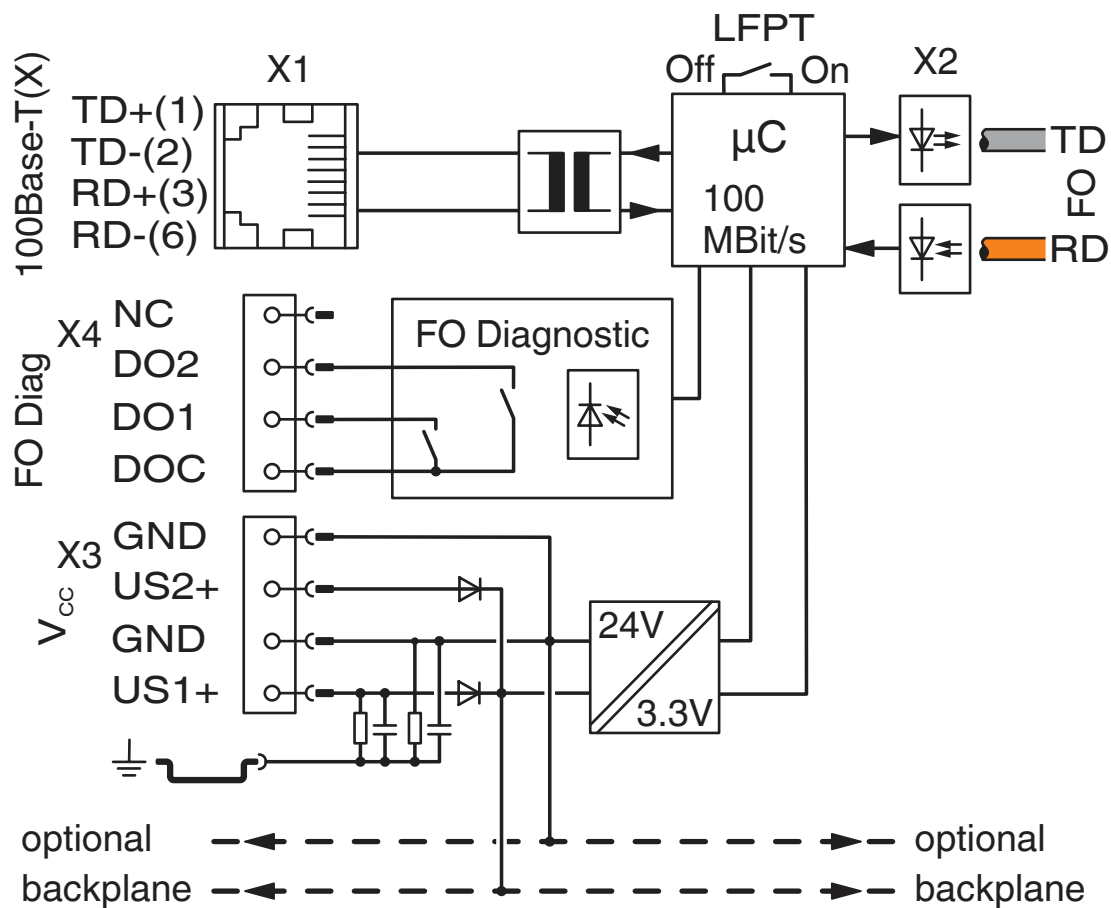 LFPT
Off On
X1
X2
100Base-T(X)
TD+(1)
TD-(2)
RD+(3)
RD-(6)
µC
100
MBit/s
TD
FO
RD
FO Diag
X4
NC
DO2
DO1
DOC
FO Diagnostic
VCC
X3
GND
US2+
GND
US1+
24V
3.3V
optional
optional
backplane
backplane